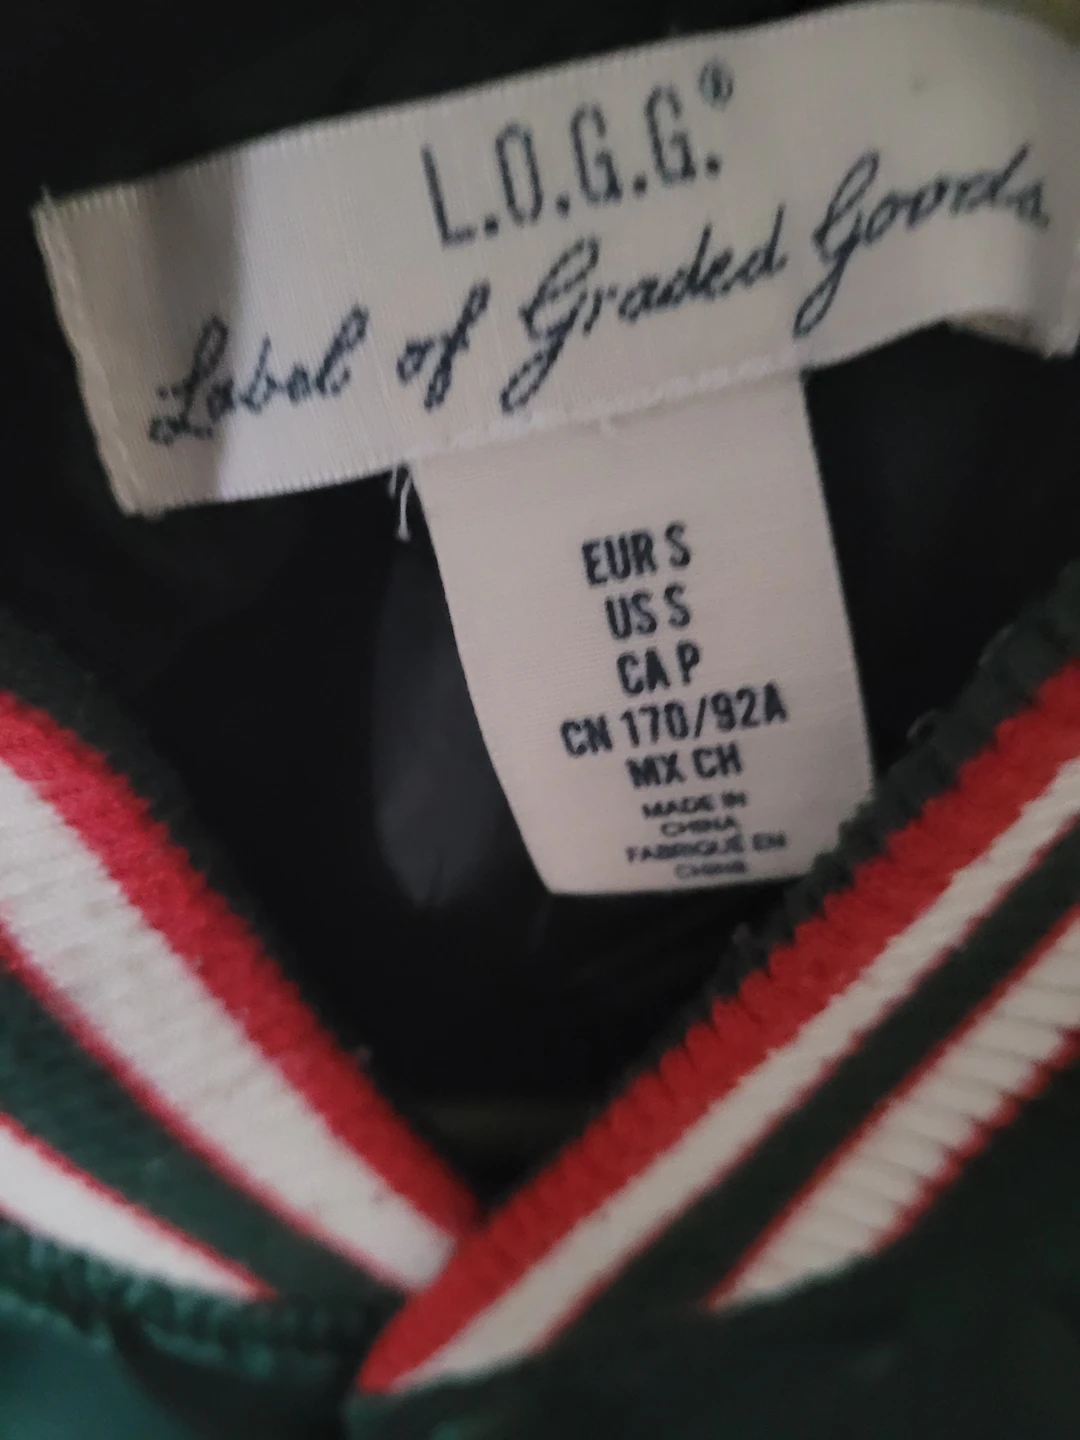 L.O.G.G.®
Label of Graded Goods
EUR S
US S
CA P
CN 170/92A
MX CH
MADE IN
CHINA
FABRIQUÉ EN
CHINE